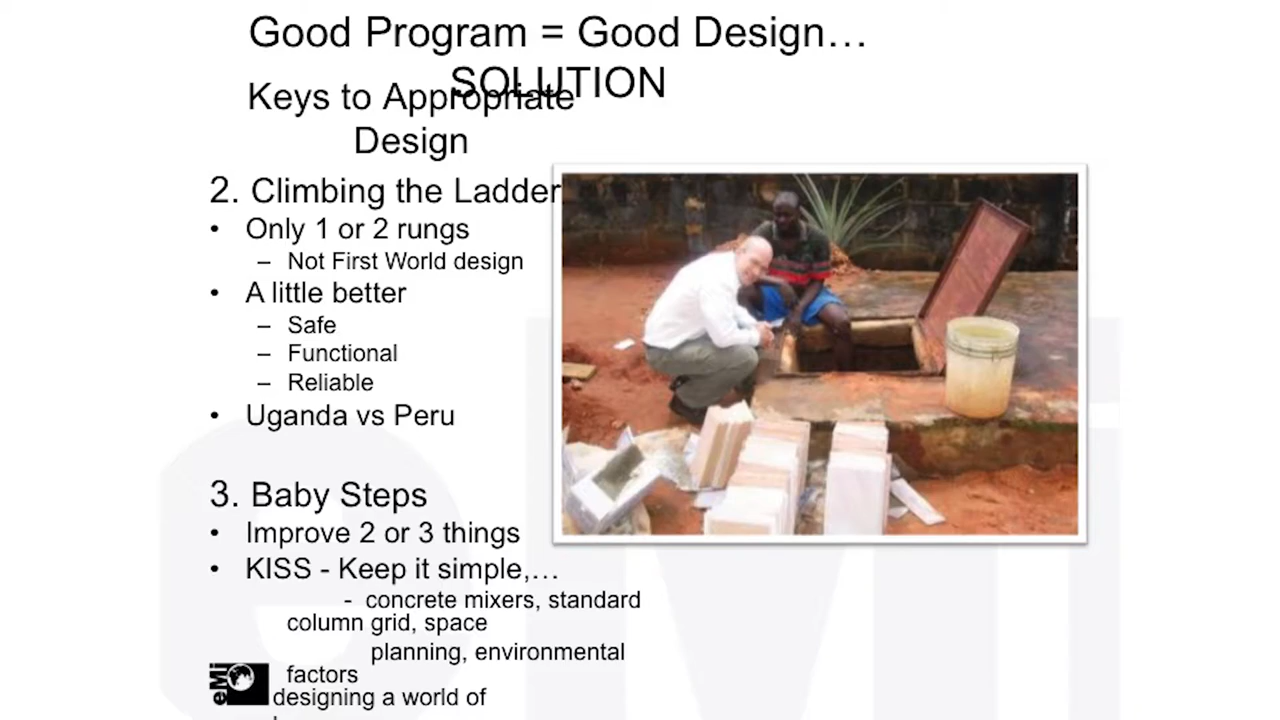 Good Program = Good Design…
SOLUTION
Keys to Appropriate
Design
2. Climbing the Ladder
• Only 1 or 2 rungs
– Not First World design
• A little better
– Safe
– Functional
– Reliable
• Uganda vs Peru
3. Baby Steps
• Improve 2 or 3 things
• KISS - Keep it simple,…
- concrete mixers, standard
column grid, space
planning, environmental
factors
eMi
designing a world of